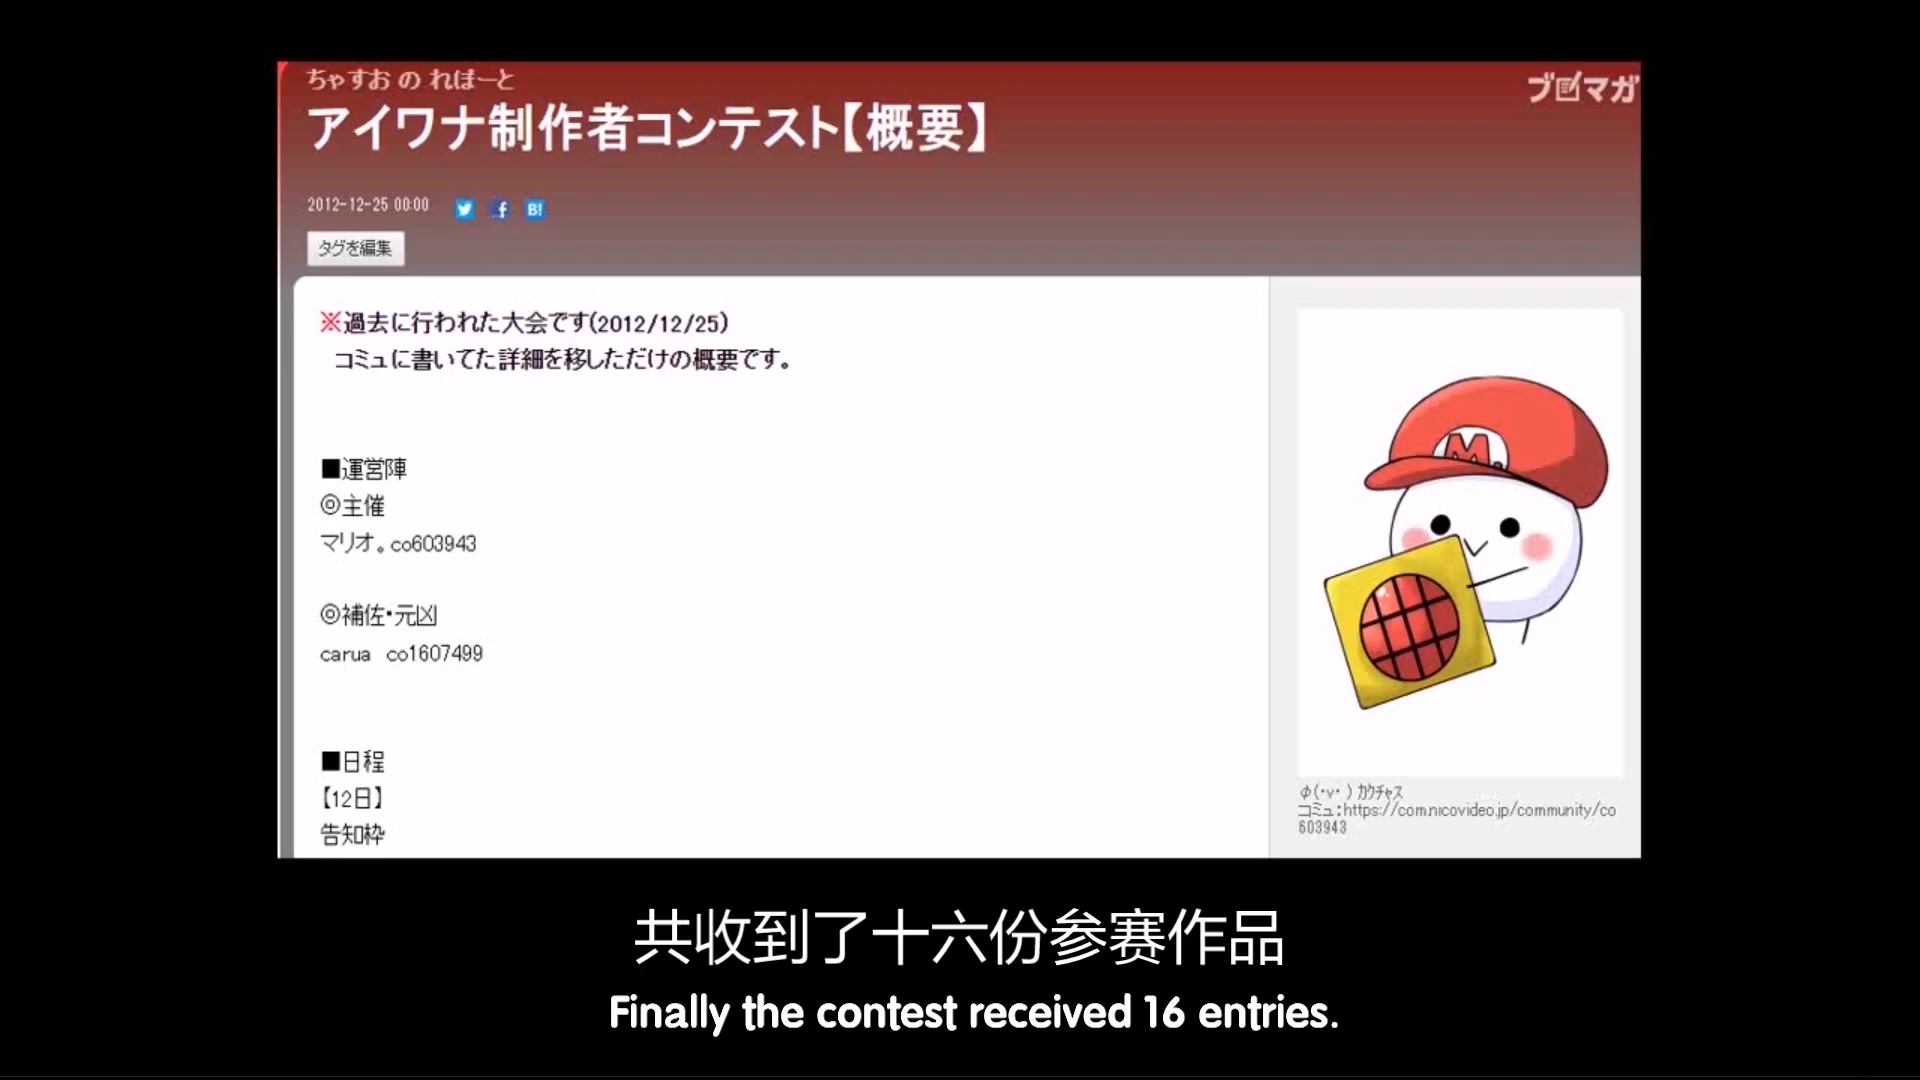 ちゃすお の れぽーと
ブロマガ
アイワナ制作者コンテスト【概要】
2012-12-25 00:00
B!
タグを編集
※過去に行われた大会です(2012/12/25)
コミュに書いてた詳細を移しただけの概要です。
■運営陣
◎主催
マリオ。co603943
◎補佐・元凶
carua co1607499
■日程
【12日】
告知枠
M。
φ(・v・ ) ｶｸﾁｬｽ
コミュ：https://com.nicovideo.jp/community/co
603943
共收到了十六份参赛作品
Finally the contest received 16 entries.